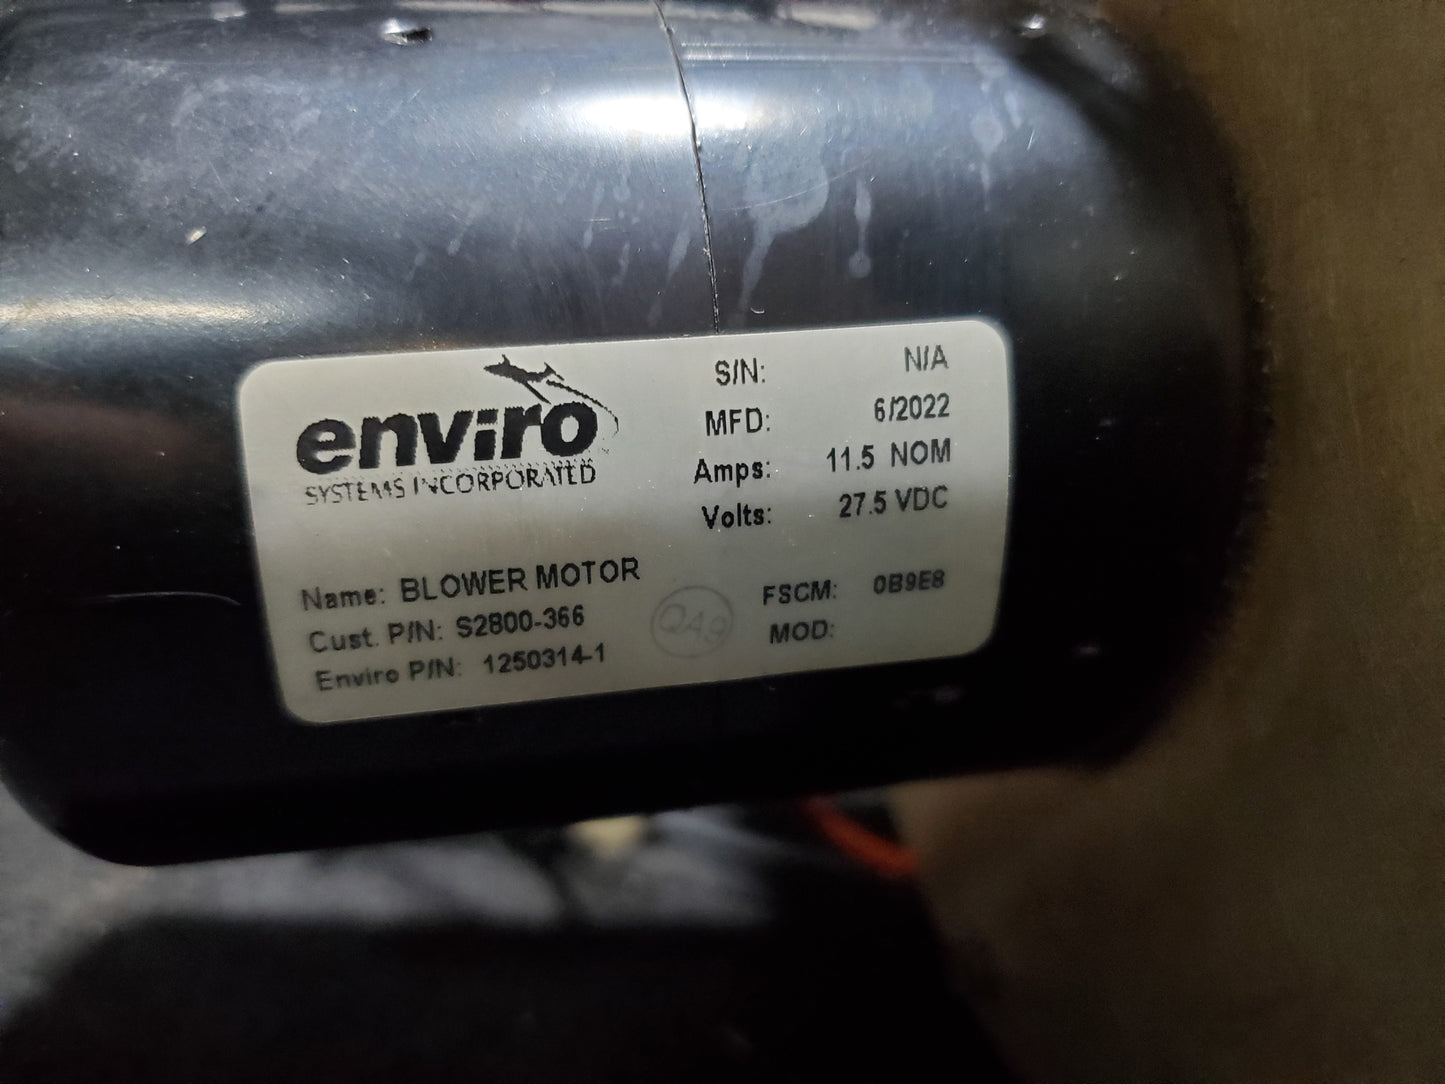 enviro
SYSTEMS INCORPORATED
S/N: N/A
MFD: 6/2022
Amps: 11.5 NOM
Volts: 27.5 VDC
Name: BLOWER MOTOR
Cust. P/N: S2800-366
Enviro P/N: 1250314-1
QA9
FSCM: 0B9E8
MOD: